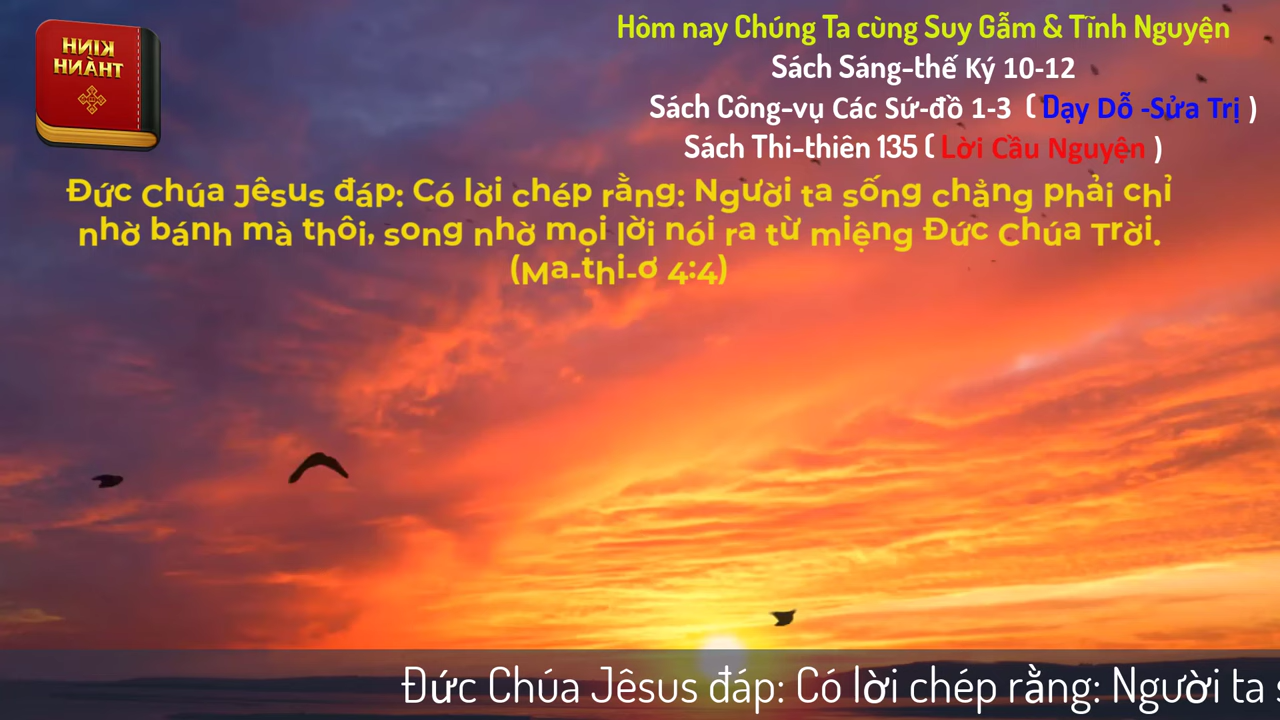 KINH
THÀNH
Hôm nay Chúng Ta cùng Suy Gẫm & Tĩnh Nguyện
Sách Sáng-thế Ký 10-12
Sách Công-vụ Các Sứ-đồ 1-3 ( Dạy Dỗ -Sửa Trị )
Sách Thi-thiên 135 ( Lời Cầu Nguyện )
Đức Chúa Jêsus đáp: Có lời chép rằng: Người ta sống chẳng phải chỉ
nhờ bánh mà thôi, song nhờ mọi lời nói ra từ miệng Đức Chúa Trời.
(Ma-thi-ơ 4:4)
Đức Chúa Jêsus đáp: Có lời chép rằng: Người ta